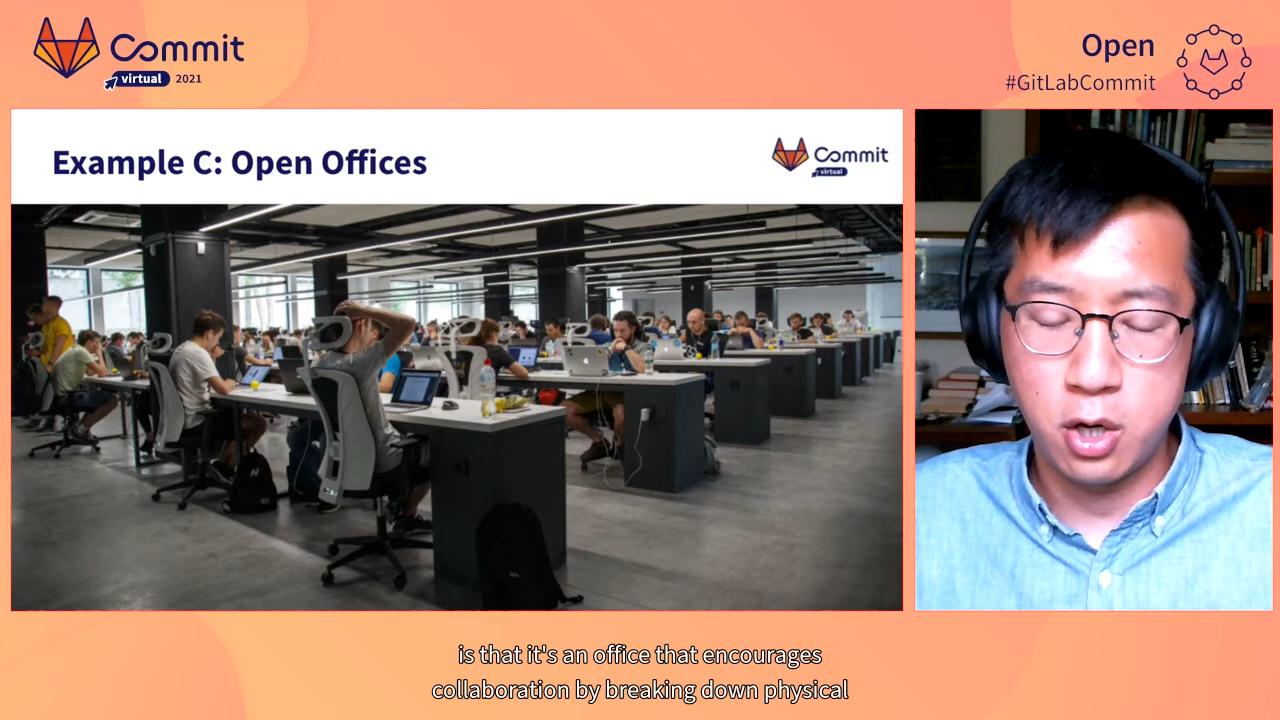 Commit
virtual 2021
Open
#GitLabCommit
Example C: Open Offices
Commit
virtual
is that it's an office that encourages
collaboration by breaking down physical